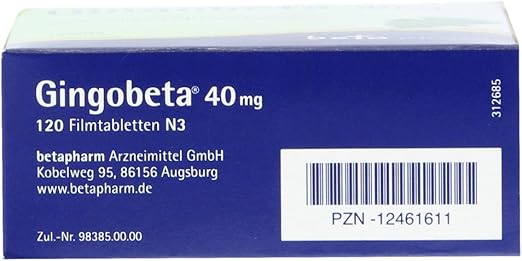 beta
Gingobeta® 40 mg
120 Filmtabletten N3
betapharm Arzneimittel GmbH
Kobelweg 95, 86156 Augsburg
www.betapharm.de
Zul.-Nr. 98385.00.00
PZN -12461611
312685